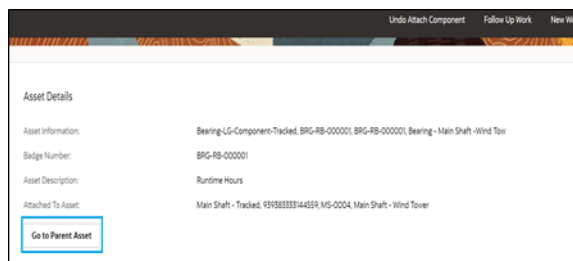 Undo Attach Component Follow Up Work New W
Asset Details
Asset Information: Bearing-LG-Component-Tracked, BRG-RB-000001, BRG-RB-000001, Bearing - Main Shaft -Wind Tow
Badge Number: BRG-RB-000001
Asset Description: Runtime Hours
Attached To Asset: Main Shaft - Tracked, 939383333144559, MS-0004, Main Shaft - Wind Tower
Go to Parent Asset